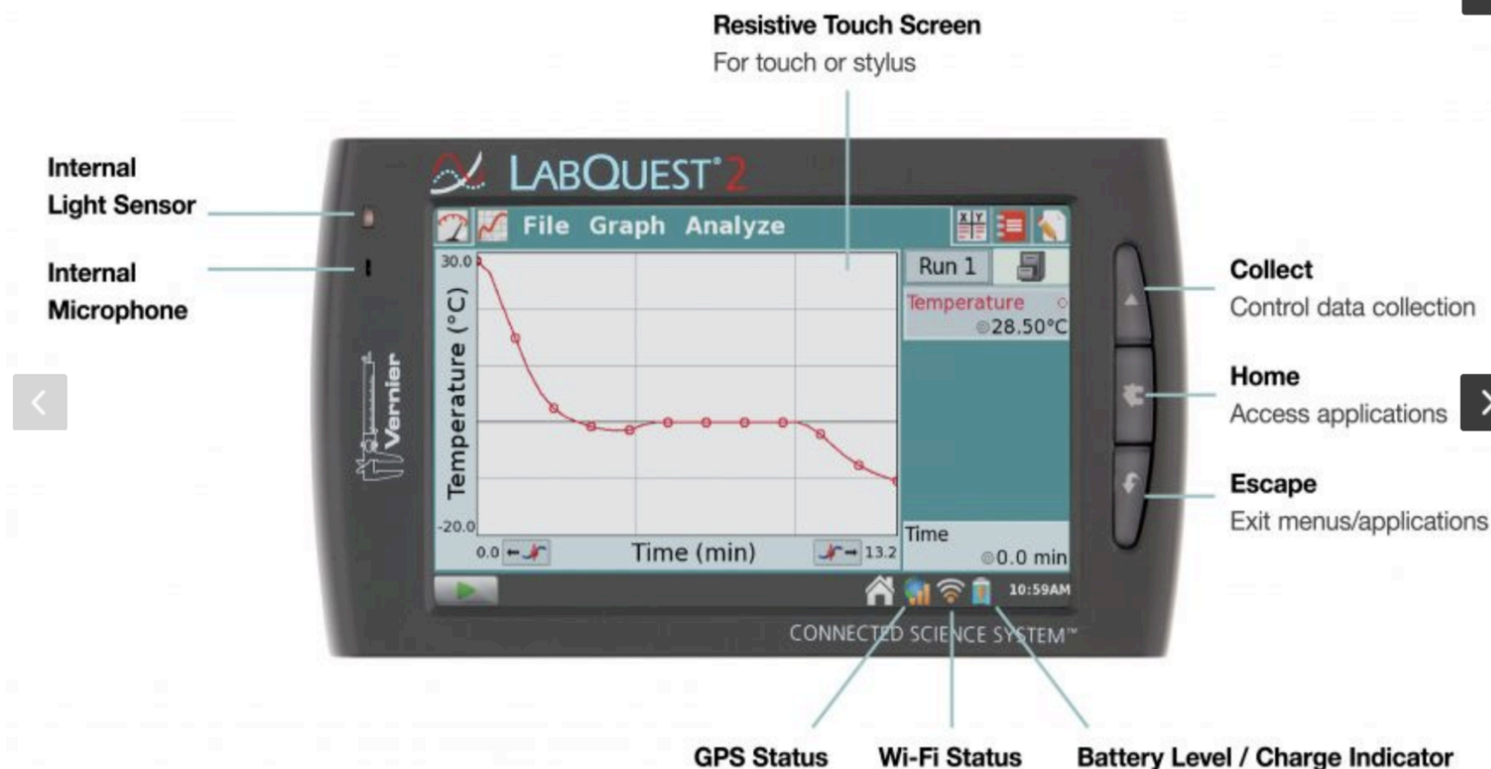 Resistive Touch Screen
For touch or stylus
Internal
Light Sensor
Internal
Microphone
LABQUEST® 2
File Graph Analyze
X Y
30.0
Temperature (°C)
-20.0
0.0
Time (min)
13.2
Run 1
Temperature
28.50°C
Time
0.0 min
10:59AM
Vernier
CONNECTED SCIENCE SYSTEM™
Collect
Control data collection
Home
Access applications
Escape
Exit menus/applications
GPS Status
Wi-Fi Status
Battery Level / Charge Indicator